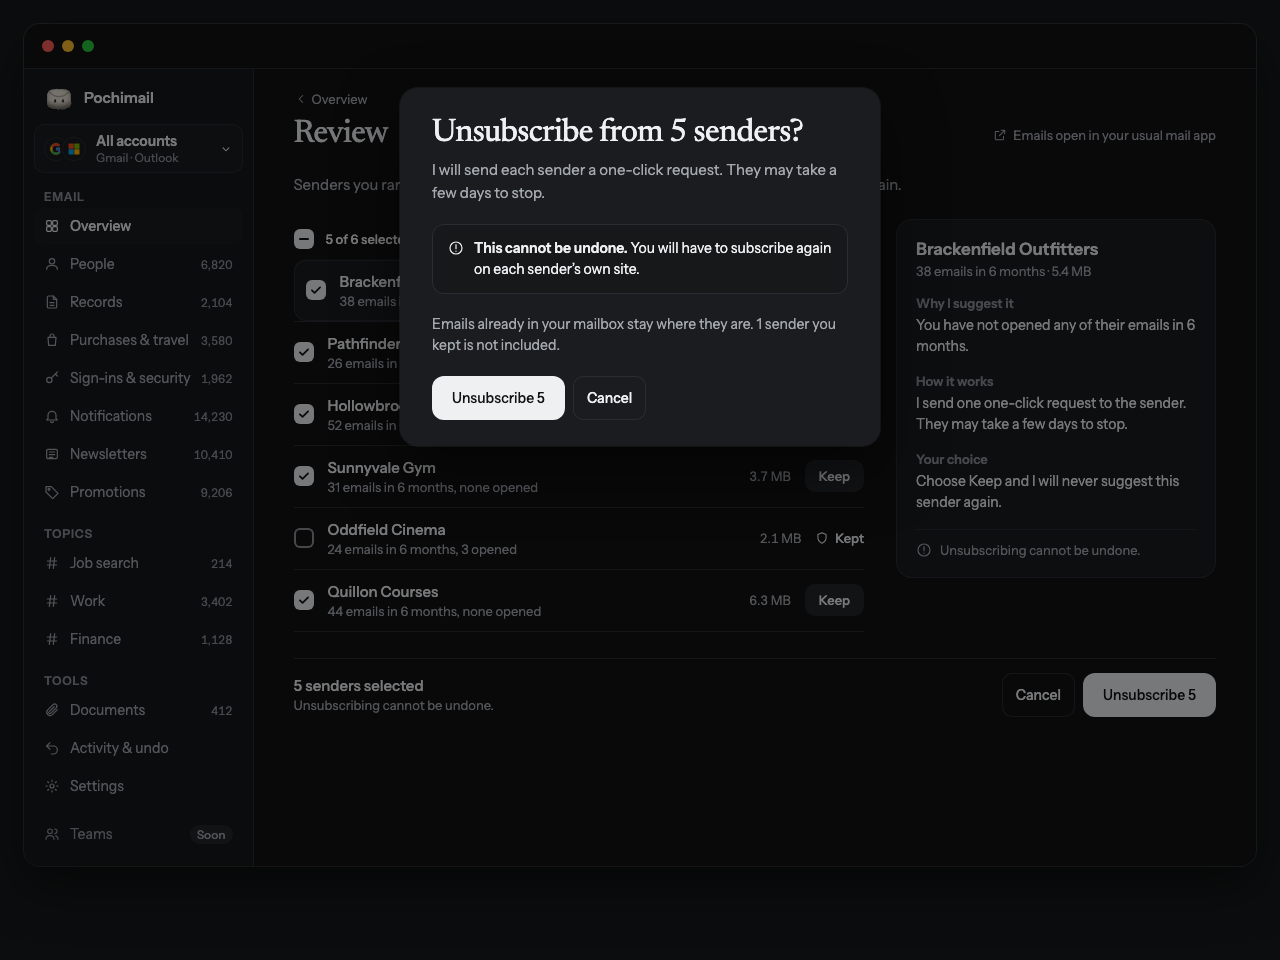 Pochimail
All accounts
Gmail · Outlook
EMAIL
Overview
People 6,820
Records 2,104
Purchases & travel 3,580
Sign-ins & security 1,962
Notifications 14,230
Newsletters 10,410
Promotions 9,206
TOPICS
Job search 214
Work 3,402
Finance 1,128
TOOLS
Documents 412
Activity & undo
Settings
Teams Soon
Overview
Review
Emails open in your usual mail app
Senders you
5 of 6
38 emails
26 emails in
52 emails in
Sunnyvale Gym
31 emails in 6 months, none opened
3.7 MB Keep
Oddfield Cinema
24 emails in 6 months, 3 opened
2.1 MB Kept
Quillon Courses
44 emails in 6 months, none opened
6.3 MB Keep
5 senders selected
Unsubscribing cannot be undone.
Cancel Unsubscribe 5
Brackenfield Outfitters
38 emails in 6 months · 5.4 MB
Why I suggest it
You have not opened any of their emails in 6
months.
How it works
I send one one-click request to the sender.
They may take a few days to stop.
Your choice
Choose Keep and I will never suggest this
sender again.
Unsubscribing cannot be undone.
Unsubscribe from 5 senders?
I will send each sender a one-click request. They may take a
few days to stop.
This cannot be undone. You will have to subscribe again
on each sender’s own site.
Emails already in your mailbox stay where they are. 1 sender you
kept is not included.
Unsubscribe 5 Cancel